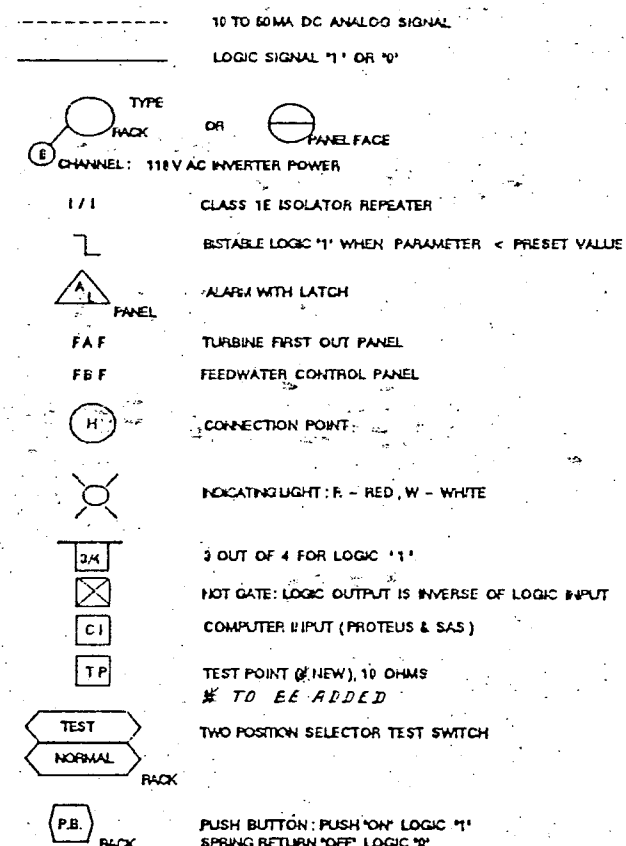 10 TO 50MA DC ANALOG SIGNAL
LOGIC SIGNAL "1" OR "0"
TYPE
RACK OR PANEL FACE
E CHANNEL: 118V AC INVERTER POWER
I/I CLASS 1E ISOLATOR REPEATER
BISTABLE LOGIC "1" WHEN PARAMETER < PRESET VALUE
A L PANEL ALARM WITH LATCH
FAF TURBINE FIRST OUT PANEL
FBF FEEDWATER CONTROL PANEL
H CONNECTION POINT
INDICATING LIGHT: R - RED, W - WHITE
3/4 3 OUT OF 4 FOR LOGIC "1"
NOT GATE: LOGIC OUTPUT IS INVERSE OF LOGIC INPUT
CI COMPUTER INPUT (PROTEUS & SAS)
TP TEST POINT (* NEW), 10 OHMS
* TO BE ADDED
TEST TWO POSITION SELECTOR TEST SWITCH
NORMAL
RACK
P.B. PUSH BUTTON: PUSH "ON" LOGIC "1"
RACK SPRING RETURN "OFF" LOGIC "0"